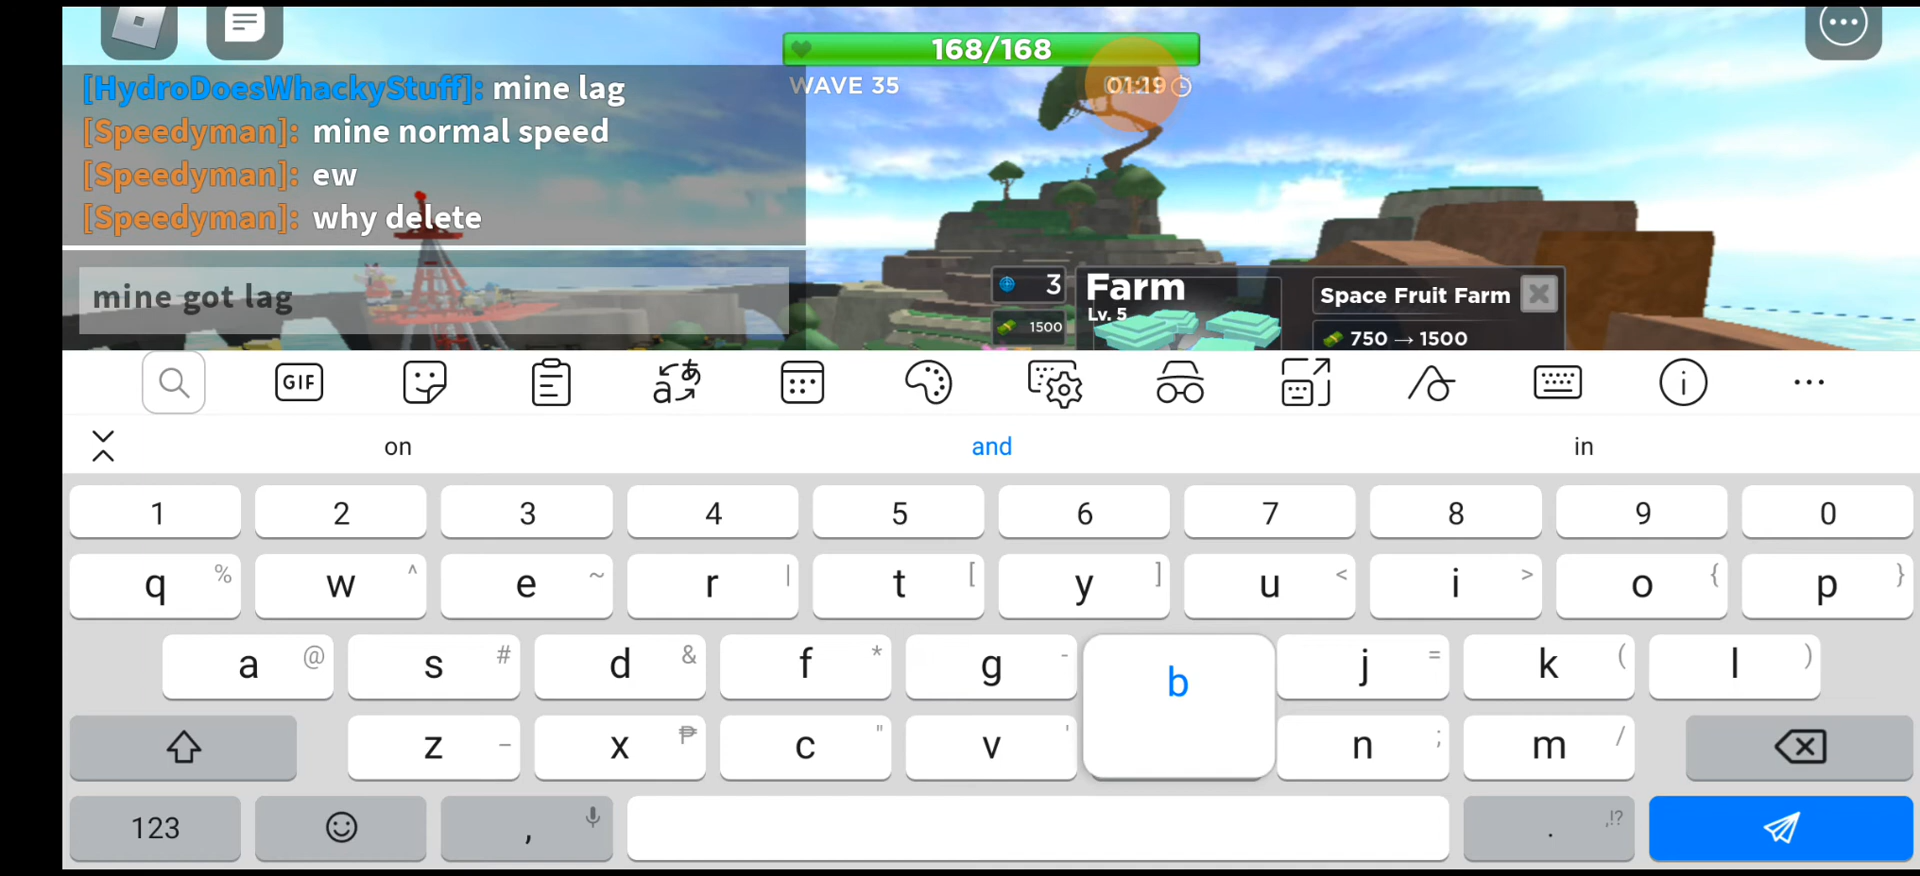 168/168
WAVE 35
[HydroDoesWhackyStuff]: mine lag
[Speedyman]: mine normal speed
[Speedyman]: ew
[Speedyman]: why delete
mine got lag
3
1500
Farm
Lv. 5
Space Fruit Farm
750 → 1500
GIF
on and in
1 2 3 4 5 6 7 8 9 0
q % w ^ e ~ r | t [ y ] u < i > o { p }
a @ s # d & f * g - b j = k ( l )
z – x ₱ c " v ' n ; m /
123 , . ,!?